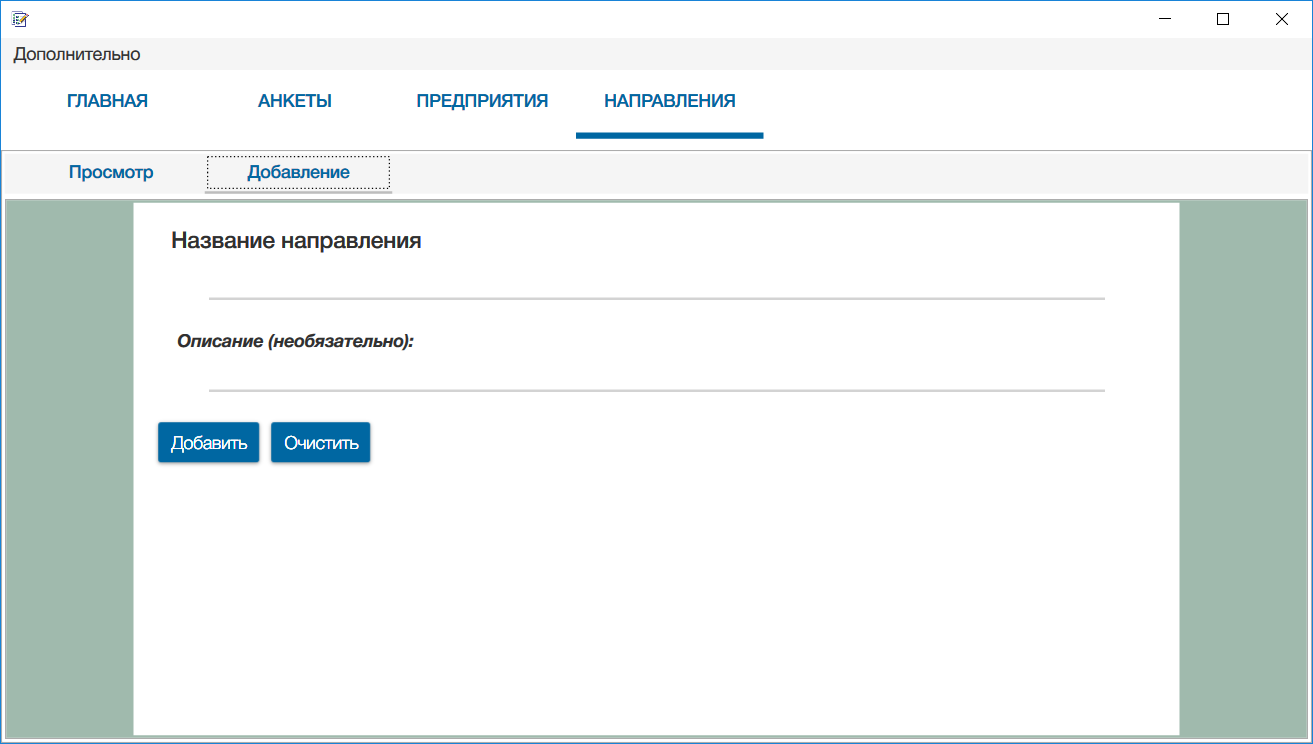 Дополнительно
ГЛАВНАЯ АНКЕТЫ ПРЕДПРИЯТИЯ НАПРАВЛЕНИЯ
Просмотр Добавление
Название направления
Описание (необязательно):
Добавить Очистить